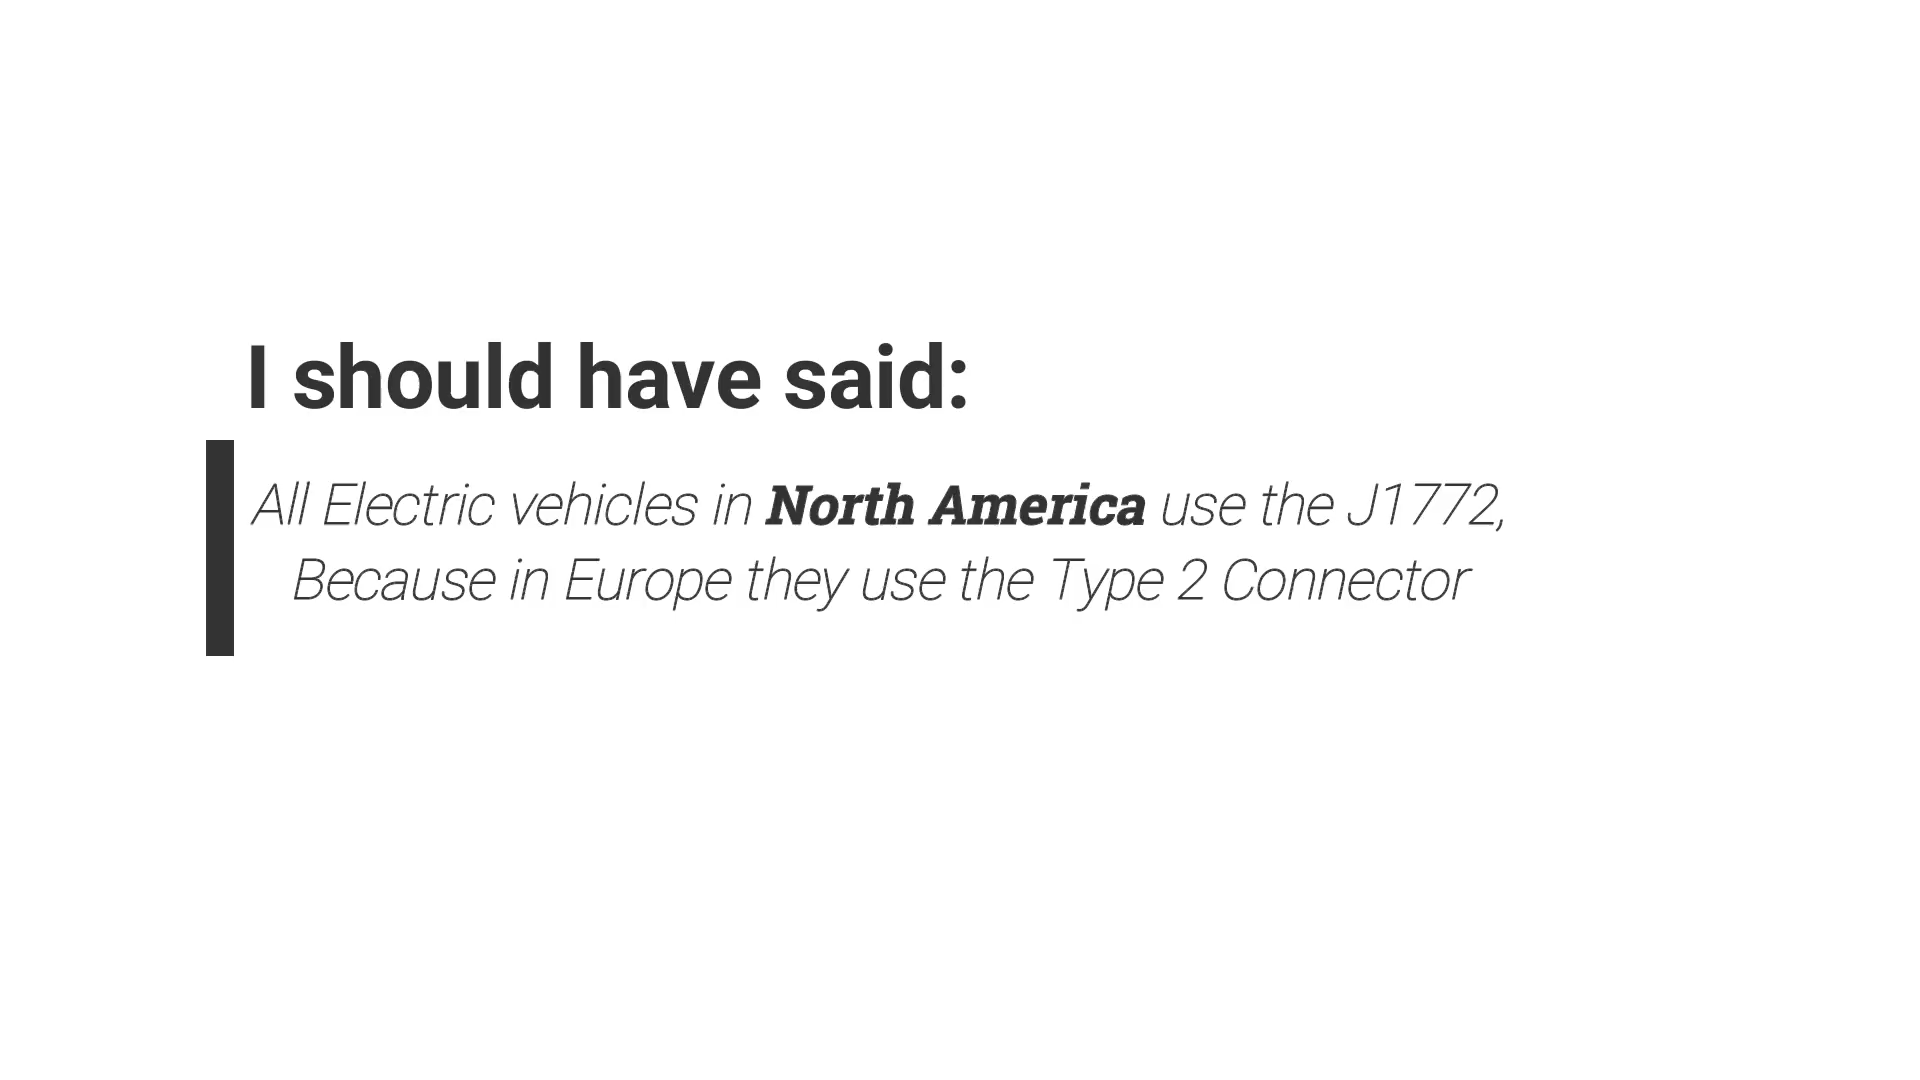 I should have said:
All Electric vehicles in North America use the J1772,
Because in Europe they use the Type 2 Connector